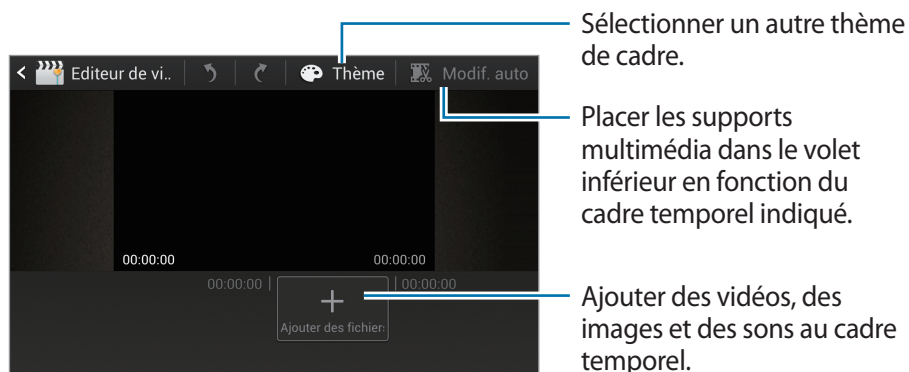 Sélectionner un autre thème
de cadre.
Editeur de vi..
Thème
Modif. auto
Placer les supports
multimédia dans le volet
inférieur en fonction du
cadre temporel indiqué.
00:00:00
00:00:00
00:00:00
00:00:00
Ajouter des fichier
Ajouter des vidéos, des
images et des sons au cadre
temporel.